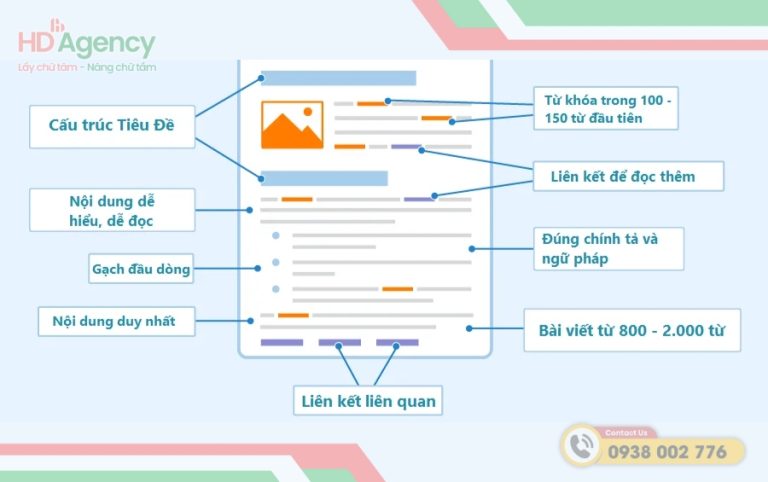 HD Agency
Lấy chữ tâm - Nâng chữ tầm
Cấu trúc Tiêu Đề
Nội dung dễ
hiểu, dễ đọc
Gạch đầu dòng
Nội dung duy nhất
Từ khóa trong 100 -
150 từ đầu tiên
Liên kết để đọc thêm
Đúng chính tả và
ngữ pháp
Bài viết từ 800 - 2.000 từ
Liên kết liên quan
Contact Us
0938 002 776